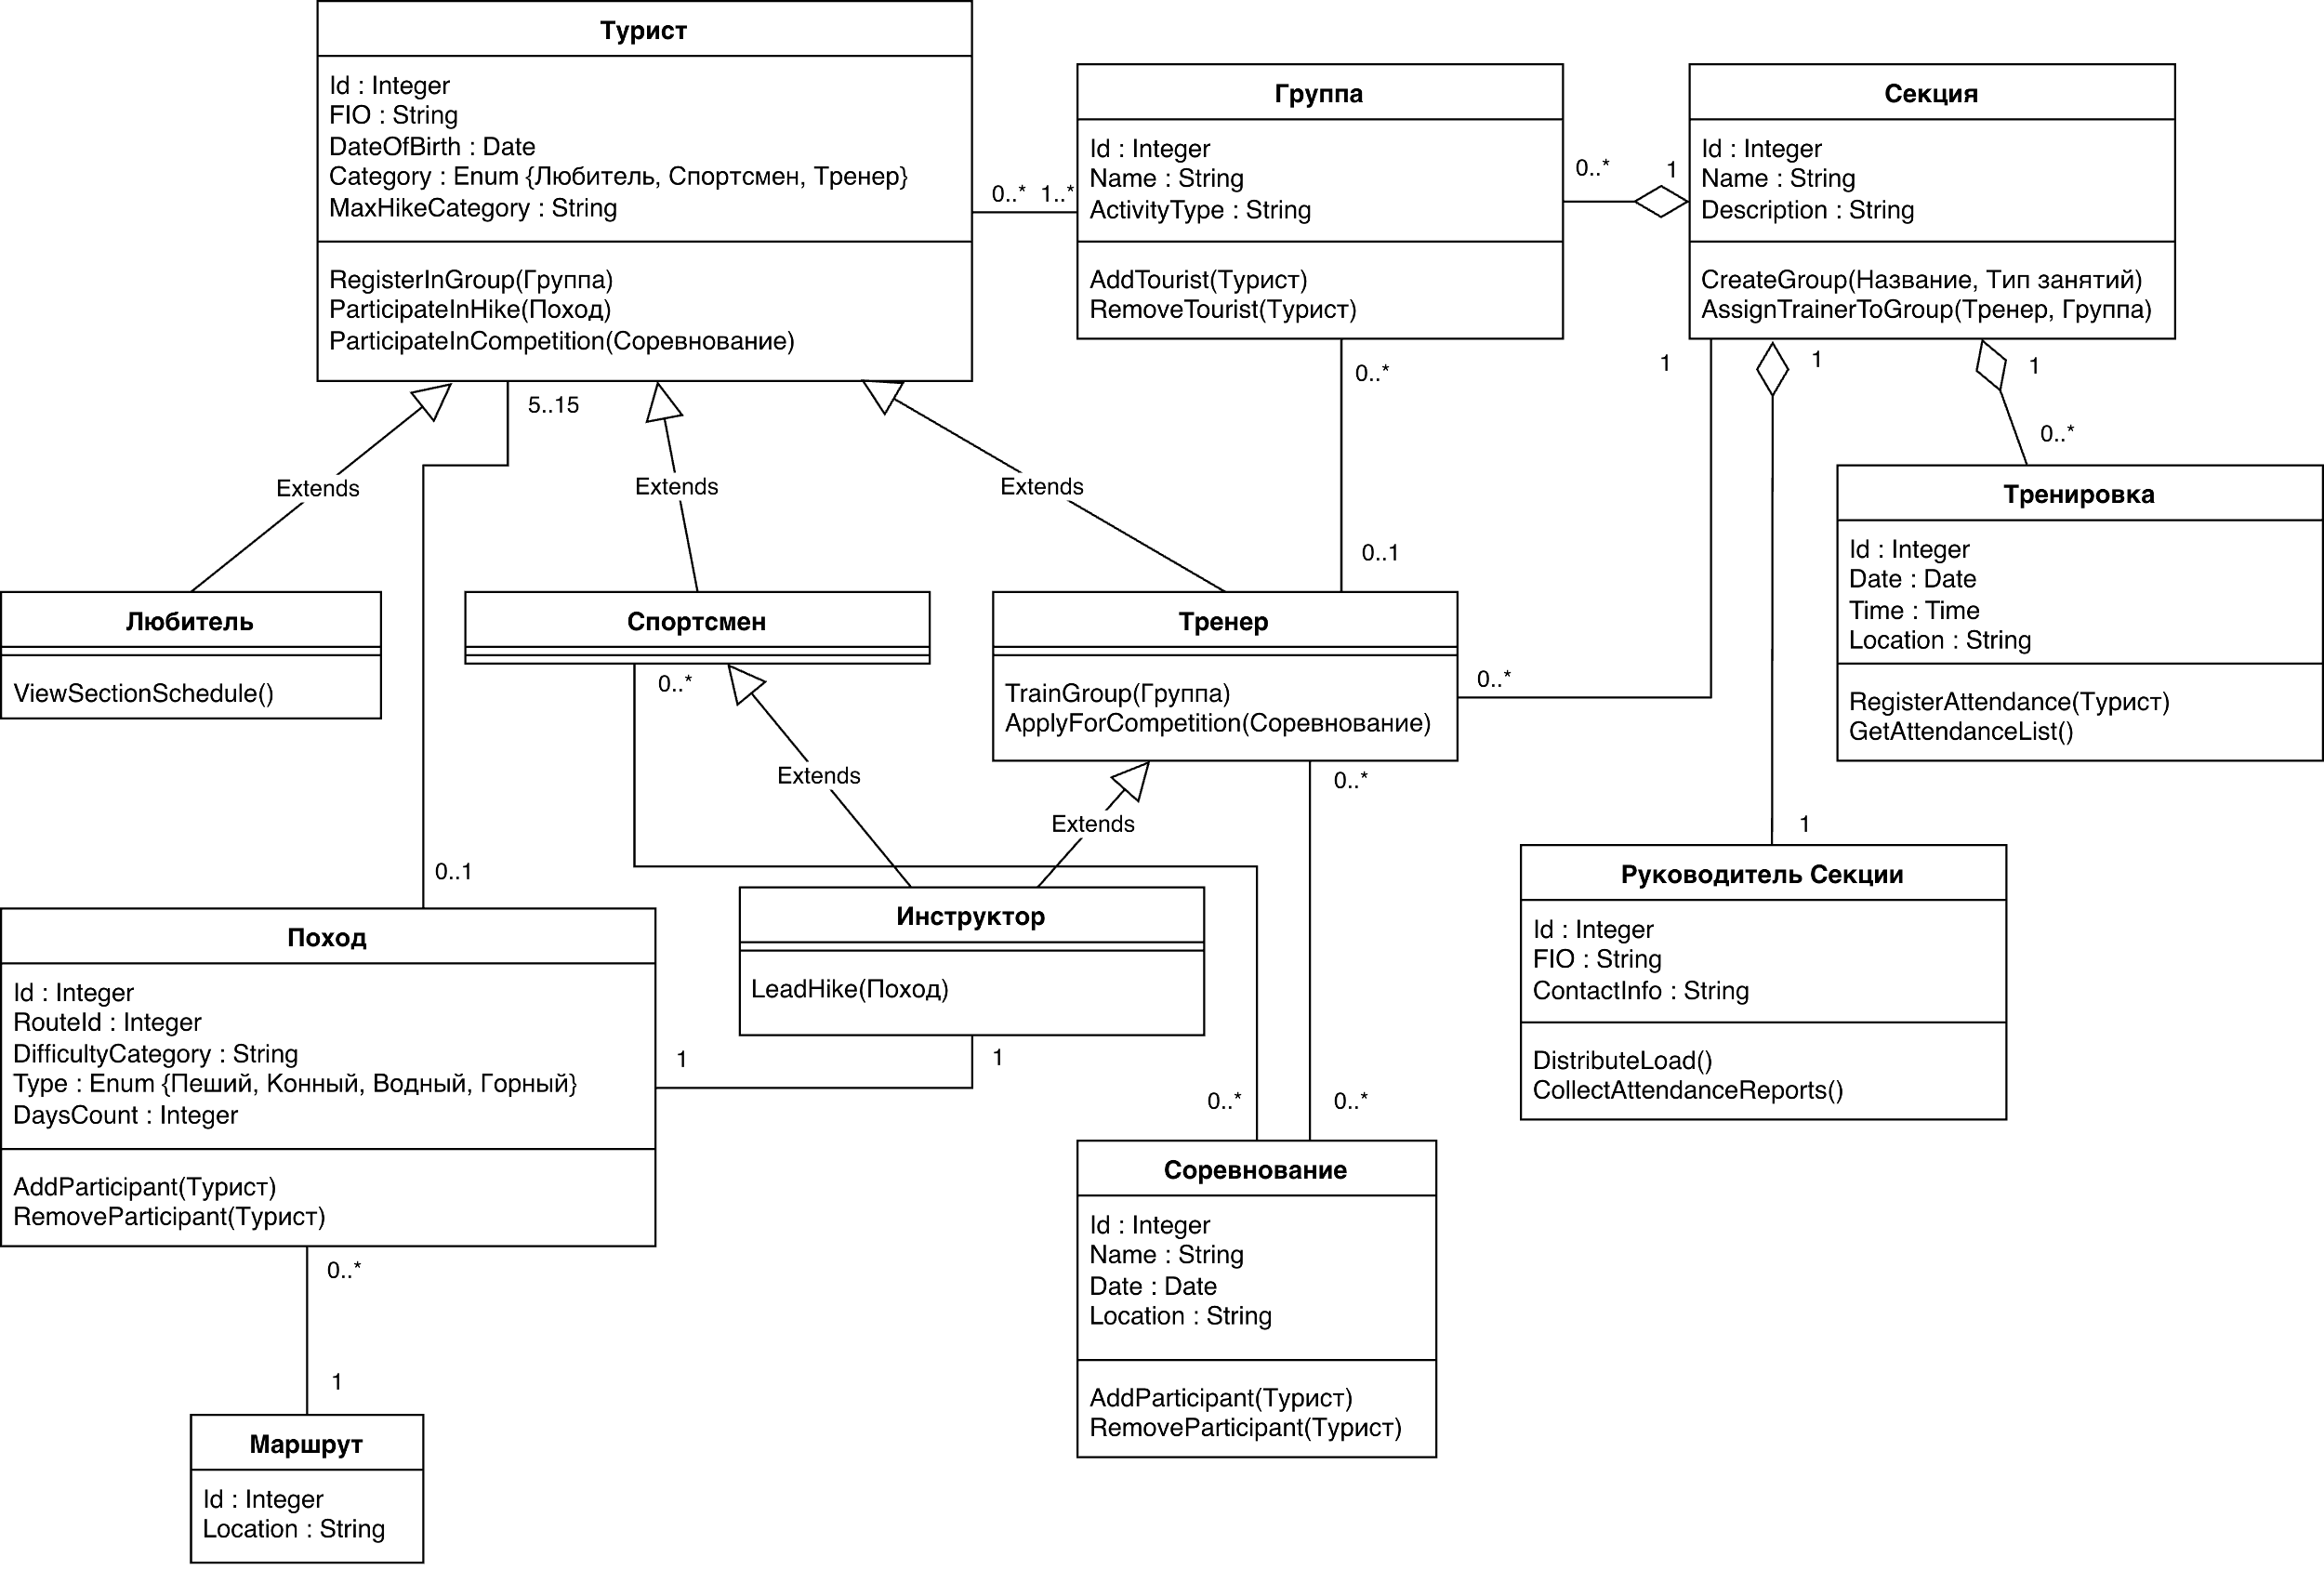 Турист
Id : Integer
FIO : String
DateOfBirth : Date
Category : Enum {Любитель, Спортсмен, Тренер}
MaxHikeCategory : String
RegisterInGroup(Группа)
ParticipateInHike(Поход)
ParticipateInCompetition(Соревнование)
0..* 1..*
Группа
Id : Integer
Name : String
ActivityType : String
AddTourist(Турист)
RemoveTourist(Турист)
0..* 1
Секция
Id : Integer
Name : String
Description : String
CreateGroup(Название, Тип занятий)
AssignTrainerToGroup(Тренер, Группа)
5..15
0..*
1
1
1
0..*
Extends
Extends
Extends
0..1
Тренировка
Id : Integer
Date : Date
Time : Time
Location : String
RegisterAttendance(Турист)
GetAttendanceList()
Любитель
ViewSectionSchedule()
Спортсмен
0..*
Тренер
TrainGroup(Группа)
ApplyForCompetition(Соревнование)
0..*
0..*
Extends
Extends
1
0..1
Поход
Id : Integer
RouteId : Integer
DifficultyCategory : String
Type : Enum {Пеший, Конный, Водный, Горный}
DaysCount : Integer
AddParticipant(Турист)
RemoveParticipant(Турист)
Инструктор
LeadHike(Поход)
1
1
Руководитель Секции
Id : Integer
FIO : String
ContactInfo : String
DistributeLoad()
CollectAttendanceReports()
0..*
0..*
Соревнование
Id : Integer
Name : String
Date : Date
Location : String
AddParticipant(Турист)
RemoveParticipant(Турист)
0..*
1
Маршрут
Id : Integer
Location : String